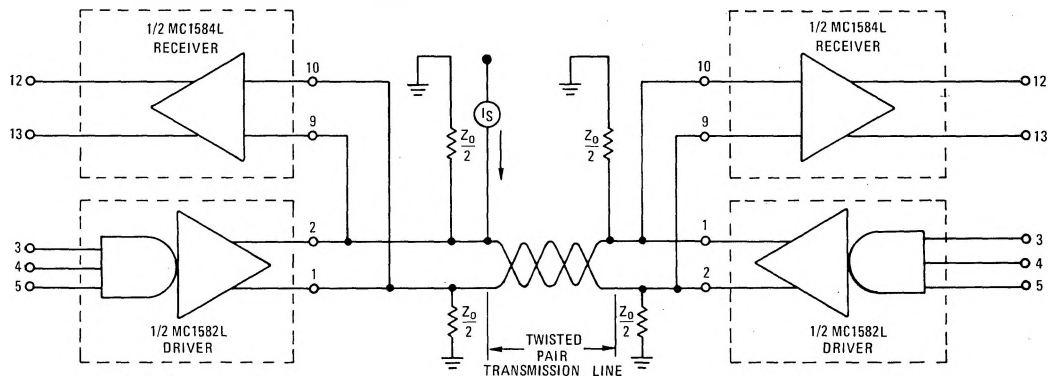 1/2 MC1584L
RECEIVER
12
13
10
9
Z₀/2
IS
Z₀/2
1/2 MC1584L
RECEIVER
10
9
12
13
3
4
5
2
1
1/2 MC1582L
DRIVER
Z₀/2
TWISTED
PAIR
TRANSMISSION LINE
Z₀/2
1
2
3
4
5
1/2 MC1582L
DRIVER